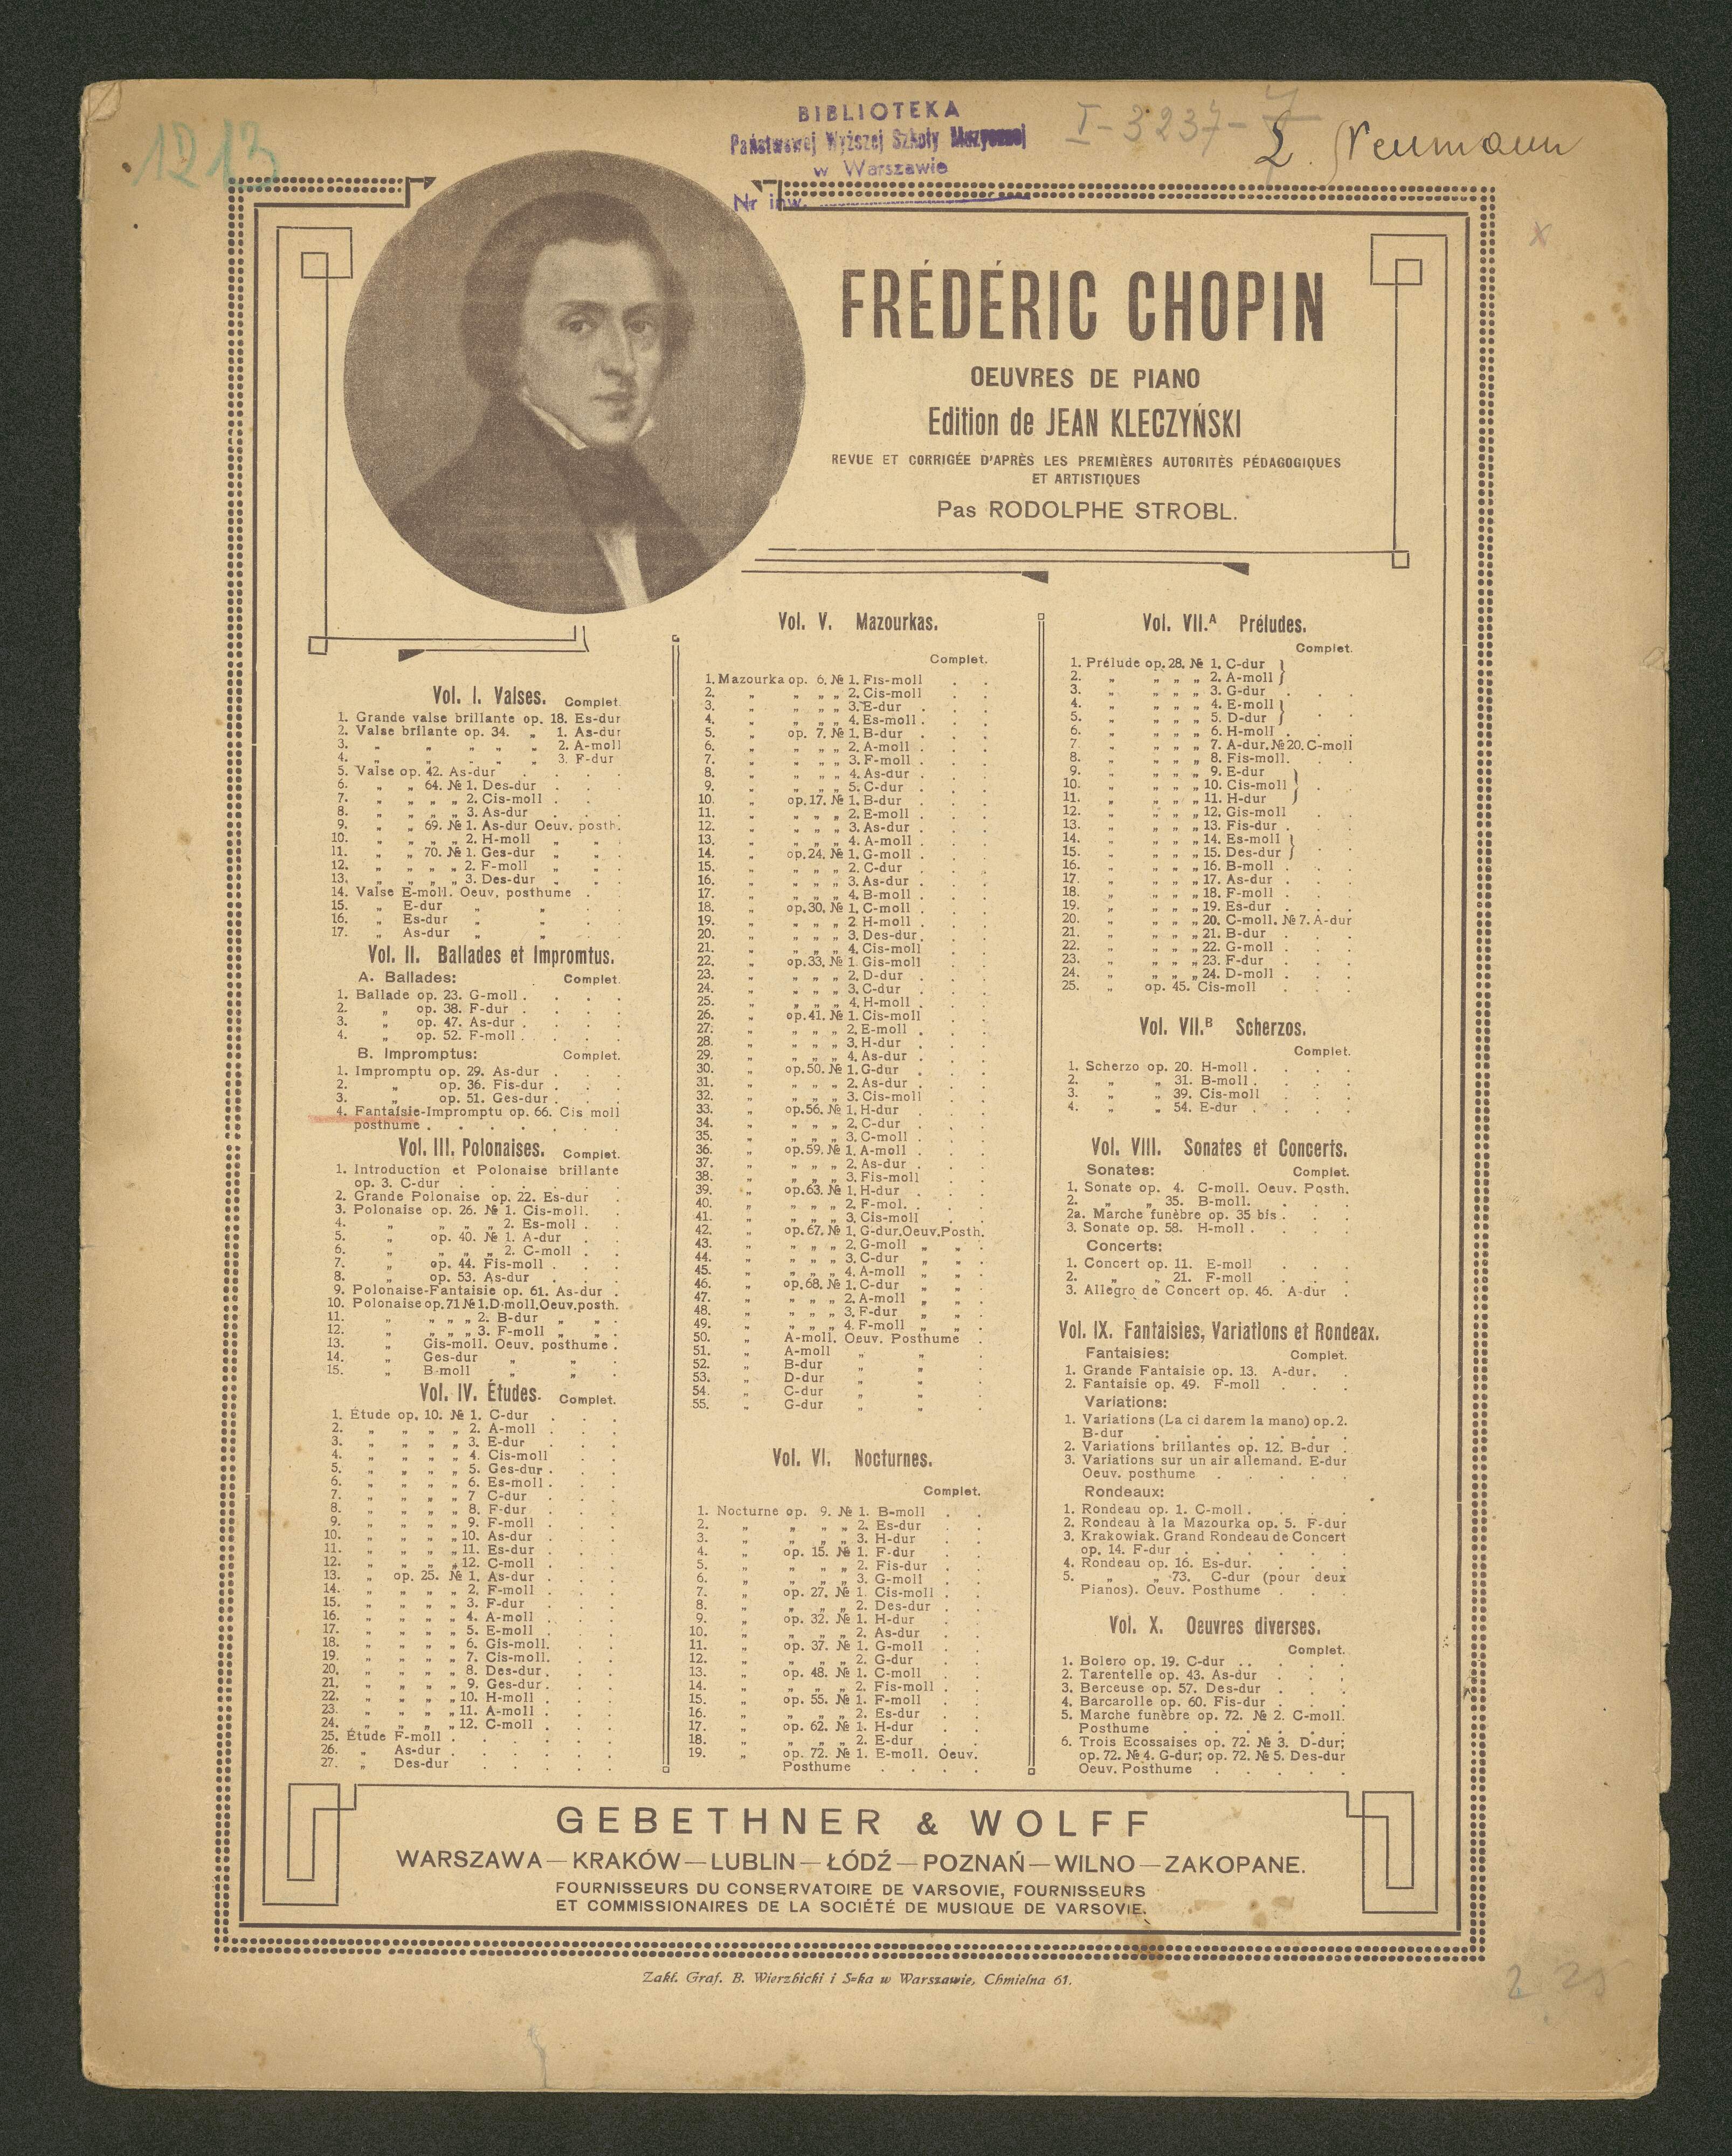 1213
BIBLIOTEKA
Państwowej Wyższej Szkoły Muzycznej
w Warszawie
Nr inw.
I-3237-7
Neumann
FRÉDÉRIC CHOPIN
OEUVRES DE PIANO
Edition de JEAN KLECZYŃSKI
REVUE ET CORRIGÉE D'APRÈS LES PREMIÈRES AUTORITÈS PÉDAGOGIQUES
ET ARTISTIQUES
Pas RODOLPHE STROBL.
Vol. I. Valses. Complet.
1. Grande valse brillante op. 18. Es-dur
2. Valse brilante op. 34. „ 1. As-dur
3. „ „ „ „ „ 2. A-moll
4. „ „ „ „ „ 3. F-dur
5. Valse op. 42. As-dur
6. „ „ 64. № 1. Des-dur
7. „ „ „ „ 2. Cis-moll
8. „ „ „ „ 3. As-dur
9. „ „ 69. № 1. As-dur Oeuv. posth.
10. „ „ „ „ 2. H-moll „ „
11. „ „ 70. № 1. Ges-dur „ „
12. „ „ „ „ 2. F-moll „ „
13. „ „ „ „ 3. Des-dur „ „
14. Valse E-moll. Oeuv. posthume
15. „ E-dur „ „
16. „ Es-dur „ „
17. „ As-dur „ „
Vol. II. Ballades et Impromtus.
A. Ballades: Complet.
1. Ballade op. 23. G-moll
2. „ op. 38. F-dur
3. „ op. 47. As-dur
4. „ op. 52. F-moll
B. Impromptus: Complet.
1. Impromptu op. 29. As-dur
2. „ op. 36. Fis-dur
3. „ op. 51. Ges-dur
4. Fantaisie-Impromptu op. 66. Cis moll
posthume
Vol. III. Polonaises. Complet.
1. Introduction et Polonaise brillante
op. 3. C-dur
2. Grande Polonaise op. 22. Es-dur
3. Polonaise op. 26. № 1. Cis-moll.
4. „ „ „ „ 2. Es-moll
5. „ op. 40. № 1. A-dur
6. „ „ „ „ 2. C-moll
7. „ op. 44. Fis-moll
8. „ op. 53. As-dur
9. Polonaise-Fantaisie op. 61. As-dur
10. Polonaise op. 71 № 1. D-moll. Oeuv. posth.
11. „ „ „ „ 2. B-dur „ „
12. „ „ „ „ 3. F-moll „ „
13. „ Gis-moll. Oeuv. posthume
14. „ Ges-dur „ „
15. „ B-moll „ „
Vol. IV. Études. Complet.
1. Étude op. 10. № 1. C-dur
2. „ „ „ „ 2. A-moll
3. „ „ „ „ 3. E-dur
4. „ „ „ „ 4. Cis-moll
5. „ „ „ „ 5. Ges-dur
6. „ „ „ „ 6. Es-moll
7. „ „ „ „ 7 C-dur
8. „ „ „ „ 8. F-dur
9. „ „ „ „ 9. F-moll
10. „ „ „ „ 10. As-dur
11. „ „ „ „ 11. Es-dur
12. „ „ „ „ 12. C-moll
13. „ op. 25. № 1. As-dur
14. „ „ „ „ 2. F-moll
15. „ „ „ „ 3. F-dur
16. „ „ „ „ 4. A-moll
17. „ „ „ „ 5. E-moll
18. „ „ „ „ 6. Gis-moll.
19. „ „ „ „ 7. Cis-moll.
20. „ „ „ „ 8. Des-dur
21. „ „ „ „ 9. Ges-dur
22. „ „ „ „ 10. H-moll
23. „ „ „ „ 11. A-moll
24. „ „ „ „ 12. C-moll
25. Étude F-moll
26. „ As-dur
27. „ Des-dur
Vol. V. Mazourkas.
Complet.
1. Mazourka op. 6. № 1. Fis-moll
2. „ „ „ „ 2. Cis-moll
3. „ „ „ „ 3. E-dur
4. „ „ „ „ 4. Es-moll
5. „ op. 7. № 1. B-dur
6. „ „ „ „ 2. A-moll
7. „ „ „ „ 3. F-moll
8. „ „ „ „ 4. As-dur
9. „ „ „ „ 5. C-dur
10. „ op. 17. № 1. B-dur
11. „ „ „ „ 2. E-moll
12. „ „ „ „ 3. As-dur
13. „ „ „ „ 4. A-moll
14. „ op. 24. № 1. G-moll
15. „ „ „ „ 2. C-dur
16. „ „ „ „ 3. As-dur
17. „ „ „ „ 4. B-moll
18. „ op. 30. № 1. C-moll
19. „ „ „ „ 2. H-moll
20. „ „ „ „ 3. Des-dur.
21. „ „ „ „ 4. Cis-moll
22. „ op. 33. № 1. Gis-moll
23. „ „ „ „ 2. D-dur
24. „ „ „ „ 3. C-dur
25. „ „ „ „ 4. H-moll
26. „ op. 41. № 1. Cis-moll
27. „ „ „ „ 2. E-moll
28. „ „ „ „ 3. H-dur
29. „ „ „ „ 4. As-dur
30. „ op. 50. № 1. G-dur
31. „ „ „ „ 2. As-dur
32. „ „ „ „ 3. Cis-moll
33. „ op. 56. № 1. H-dur
34. „ „ „ „ 2. C-dur
35. „ „ „ „ 3. C-moll
36. „ op. 59. № 1. A-moll
37. „ „ „ „ 2. As-dur
38. „ „ „ „ 3. Fis-moll
39. „ op. 63. № 1. H-dur
40. „ „ „ „ 2. F-mol.
41. „ „ „ „ 3. Cis-moll
42. „ op. 67. № 1. G-dur. Oeuv. Posth.
43. „ „ „ „ 2. G-moll „ „
44. „ „ „ „ 3. C-dur „ „
45. „ „ „ „ 4. A-moll „ „
46. „ op. 68. № 1. C-dur „ „
47. „ „ „ „ 2. A-moll „ „
48. „ „ „ „ 3. F-dur „ „
49. „ „ „ „ 4. F-moll „ „
50. „ A-moll. Oeuv. Posthume
51. „ A-moll „ „
52. „ B-dur „ „
53. „ D-dur „ „
54. „ C-dur „ „
55. „ G-dur „ „
Vol. VI. Nocturnes.
Complet.
1. Nocturne op. 9. № 1. B-moll
2. „ „ „ „ 2. Es-dur
3. „ „ „ „ 3. H-dur
4. „ op. 15. № 1. F-dur
5. „ „ „ „ 2. Fis-dur
6. „ „ „ „ 3. G-moll
7. „ op. 27. № 1. Cis-moll
8. „ „ „ „ 2. Des-dur
9. „ op. 32. № 1. H-dur
10. „ „ „ „ 2. As-dur
11. „ op. 37. № 1. G-moll
12. „ „ „ „ 2. G-dur
13. „ op. 48. № 1. C-moll
14. „ „ „ „ 2. Fis-moll
15. „ op. 55. № 1. F-moll
16. „ „ „ „ 2. Es-dur
17. „ op. 62. № 1. H-dur
18. „ „ „ „ 2. E-dur
19. „ op. 72. № 1. E-moll. Oeuv.
Posthume
Vol. VII.A Préludes.
Complet.
1. Prélude op. 28. № 1. C-dur
2. „ „ „ „ 2. A-moll
3. „ „ „ „ 3. G-dur
4. „ „ „ „ 4. E-moll
5. „ „ „ „ 5. D-dur
6. „ „ „ „ 6. H-moll
7. „ „ „ „ 7. A-dur. № 20. C-moll
8. „ „ „ „ 8. Fis-moll.
9. „ „ „ „ 9. E-dur
10. „ „ „ „ 10. Cis-moll
11. „ „ „ „ 11. H-dur
12. „ „ „ „ 12. Gis-moll
13. „ „ „ „ 13. Fis-dur
14. „ „ „ „ 14. Es-moll
15. „ „ „ „ 15. Des-dur
16. „ „ „ „ 16. B-moll
17. „ „ „ „ 17. As-dur
18. „ „ „ „ 18. F-moll
19. „ „ „ „ 19. Es-dur
20. „ „ „ „ 20. C-moll. № 7. A-dur
21. „ „ „ „ 21. B-dur
22. „ „ „ „ 22. G-moll
23. „ „ „ „ 23. F-dur
24. „ „ „ „ 24. D-moll
25. „ op. 45. Cis-moll
Vol. VII.B Scherzos.
Complet.
1. Scherzo op. 20. H-moll
2. „ „ 31. B-moll
3. „ „ 39. Cis-moll
4. „ „ 54. E-dur
Vol. VIII. Sonates et Concerts.
Sonates: Complet.
1. Sonate op. 4. C-moll. Oeuv. Posth.
2. „ „ 35. B-moll.
2a. Marche funèbre op. 35 bis
3. Sonate op. 58. H-moll
Concerts:
1. Concert op. 11. E-moll
2. „ „ 21. F-moll
3. Allegro de Concert op. 46. A-dur
Vol. IX. Fantaisies, Variations et Rondeax.
Fantaisies: Complet.
1. Grande Fantaisie op. 13. A-dur.
2. Fantaisie op. 49. F-moll
Variations:
1. Variations (La ci darem la mano) op. 2.
B-dur
2. Variations brillantes op. 12. B-dur
3. Variations sur un air allemand. E-dur
Oeuv. posthume
Rondeaux:
1. Rondeau op. 1. C-moll
2. Rondeau à la Mazourka op. 5. F-dur
3. Krakowiak. Grand Rondeau de Concert
op. 14. F-dur
4. Rondeau op. 16. Es-dur.
5. „ „ 73. C-dur (pour deux
Pianos). Oeuv. Posthume
Vol. X. Oeuvres diverses.
Complet.
1. Bolero op. 19. C-dur
2. Tarentelle op. 43. As-dur
3. Berceuse op. 57. Des-dur
4. Barcarolle op. 60. Fis-dur
5. Marche funèbre op. 72. № 2. C-moll.
Posthume
6. Trois Ecossaises op. 72. № 3. D-dur;
op. 72. № 4. G-dur; op. 72. № 5. Des-dur
Oeuv. Posthume
GEBETHNER & WOLFF
WARSZAWA—KRAKÓW—LUBLIN—ŁÓDŹ—POZNAŃ—WILNO—ZAKOPANE.
FOURNISSEURS DU CONSERVATOIRE DE VARSOVIE, FOURNISSEURS
ET COMMISSIONAIRES DE LA SOCIÉTÉ DE MUSIQUE DE VARSOVIE.
Zakł. Graf. B. Wierzbicki i S-ka w Warszawie, Chmielna 61.